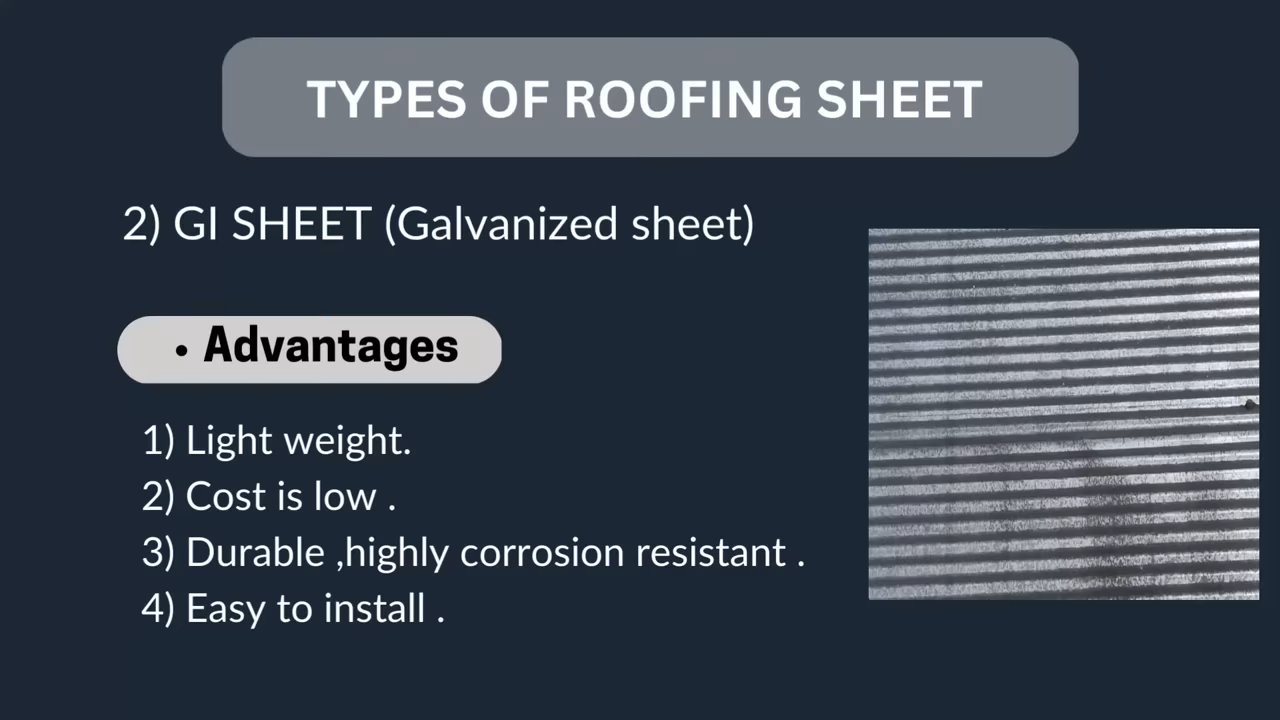 TYPES OF ROOFING SHEET
2) GI SHEET (Galvanized sheet)
• Advantages
1) Light weight.
2) Cost is low .
3) Durable ,highly corrosion resistant .
4) Easy to install .